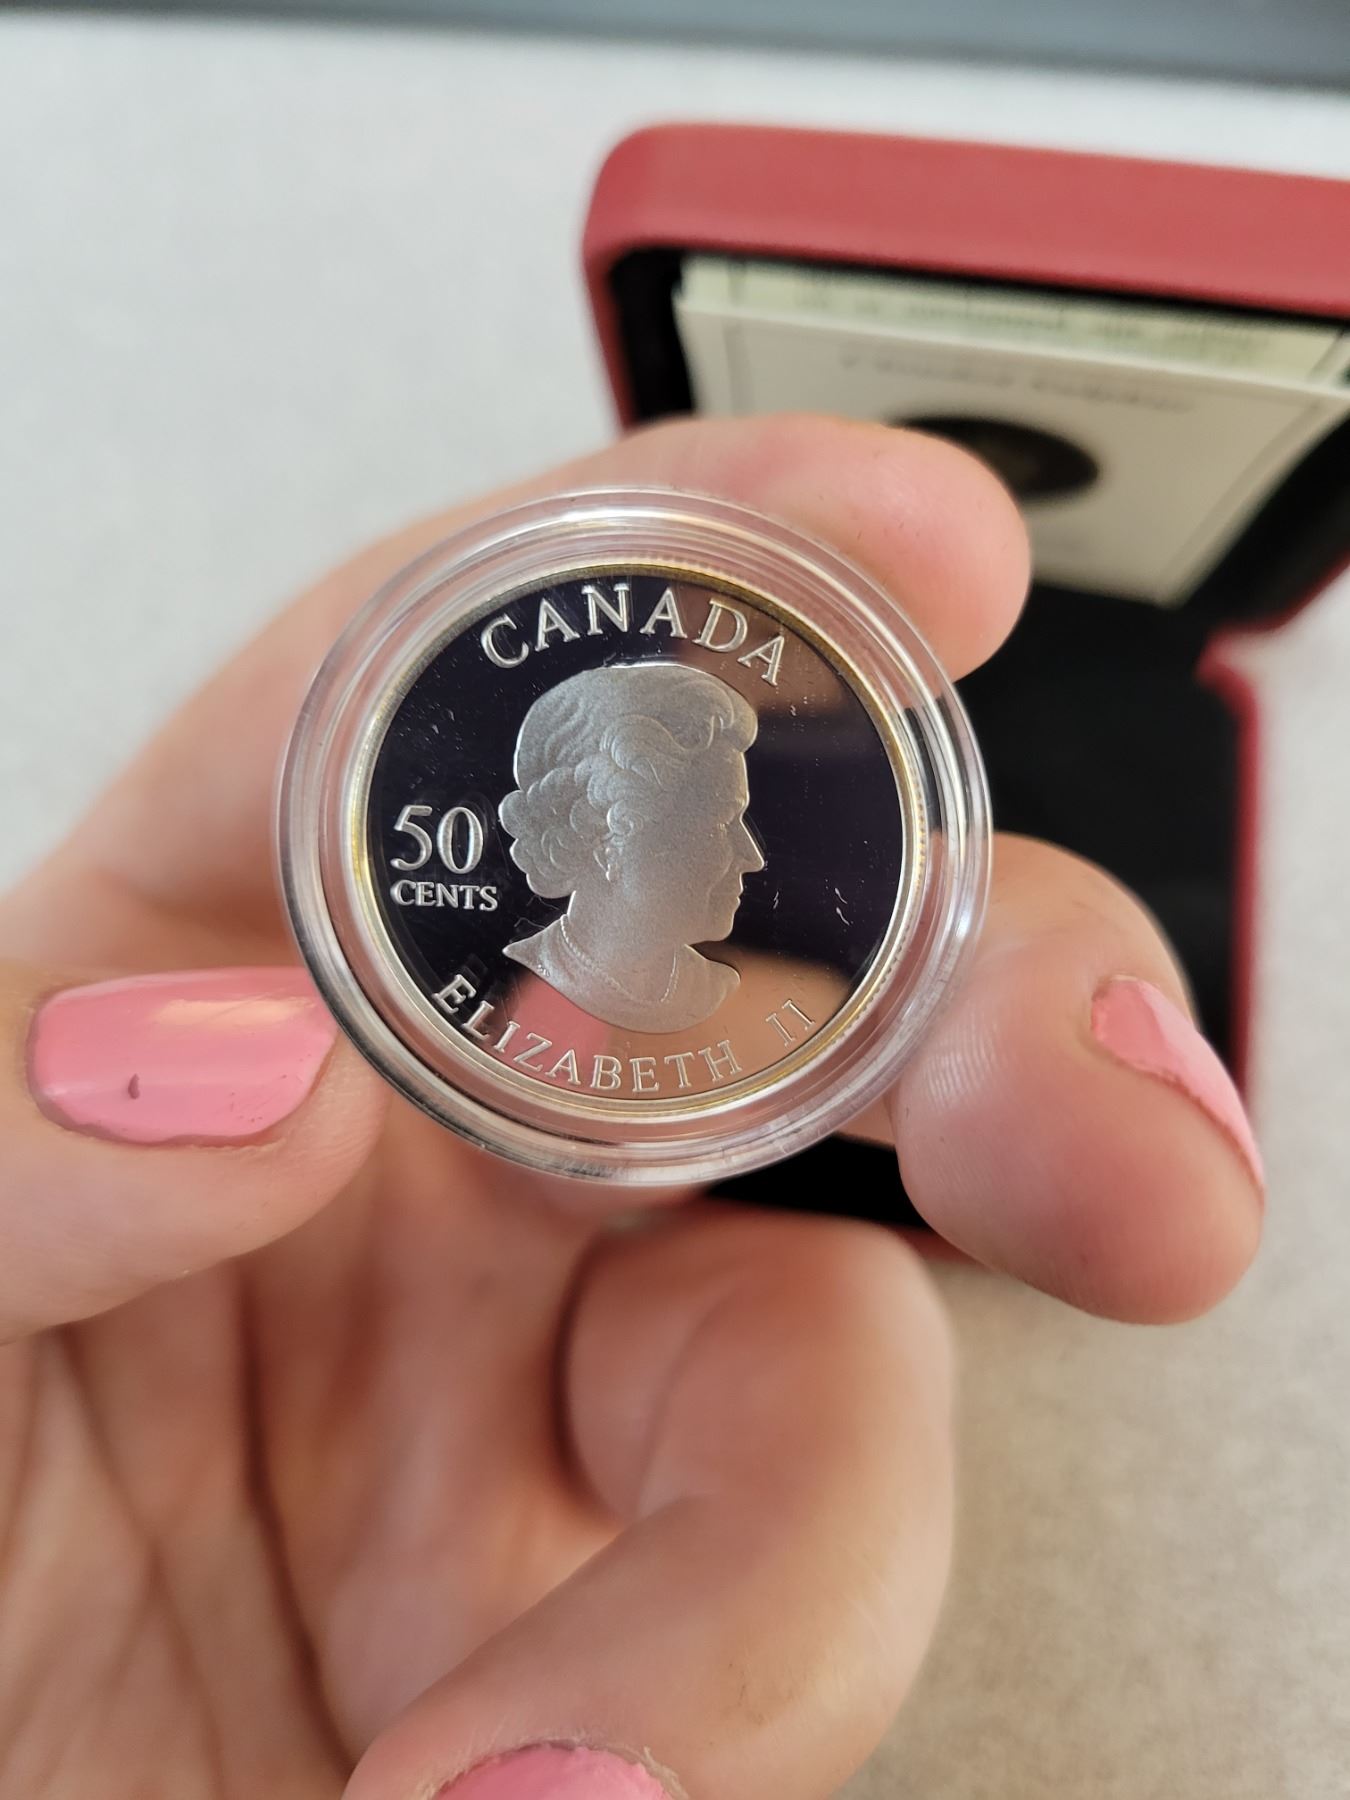 CANADA
50
CENTS
ELIZABETH II